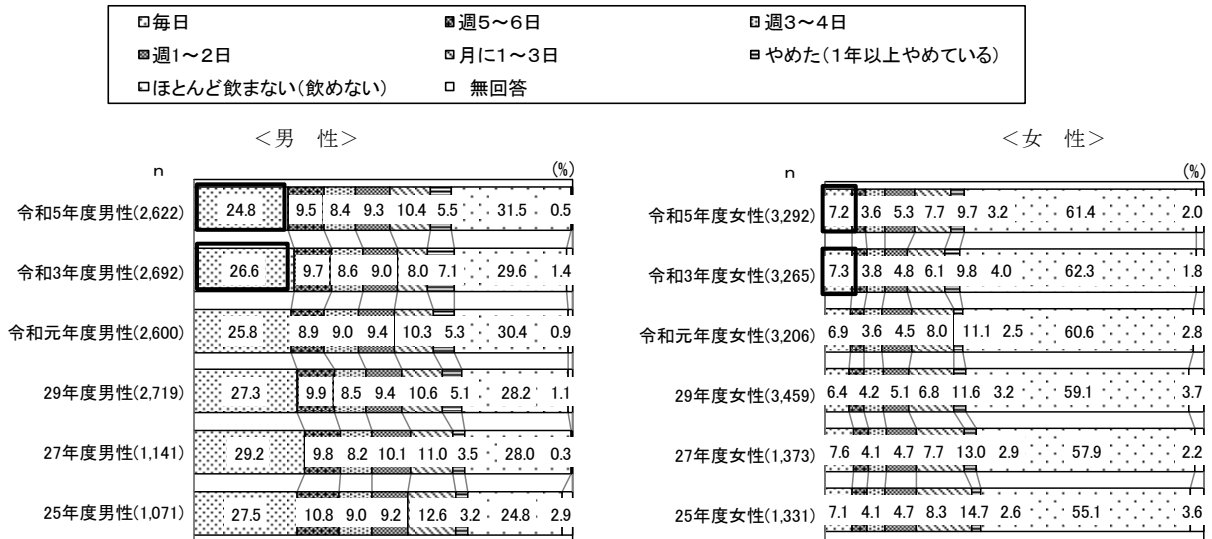 毎日 週5～6日 週3～4日
週1～2日 月に1～3日 やめた(1年以上やめている)
ほとんど飲まない(飲めない) 無回答
＜男 性＞
n (%)
令和5年度男性(2,622) 24.8 9.5 8.4 9.3 10.4 5.5 31.5 0.5
令和3年度男性(2,692) 26.6 9.7 8.6 9.0 8.0 7.1 29.6 1.4
令和元年度男性(2,600) 25.8 8.9 9.0 9.4 10.3 5.3 30.4 0.9
29年度男性(2,719) 27.3 9.9 8.5 9.4 10.6 5.1 28.2 1.1
27年度男性(1,141) 29.2 9.8 8.2 10.1 11.0 3.5 28.0 0.3
25年度男性(1,071) 27.5 10.8 9.0 9.2 12.6 3.2 24.8 2.9
＜女 性＞
n (%)
令和5年度女性(3,292) 7.2 3.6 5.3 7.7 9.7 3.2 61.4 2.0
令和3年度女性(3,265) 7.3 3.8 4.8 6.1 9.8 4.0 62.3 1.8
令和元年度女性(3,206) 6.9 3.6 4.5 8.0 11.1 2.5 60.6 2.8
29年度女性(3,459) 6.4 4.2 5.1 6.8 11.6 3.2 59.1 3.7
27年度女性(1,373) 7.6 4.1 4.7 7.7 13.0 2.9 57.9 2.2
25年度女性(1,331) 7.1 4.1 4.7 8.3 14.7 2.6 55.1 3.6